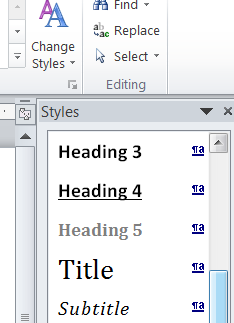 Find
Replace
Change
Styles
Select
Editing
Styles
Heading 3 ¶a
Heading 4 ¶a
Heading 5 ¶a
Title ¶a
Subtitle ¶a